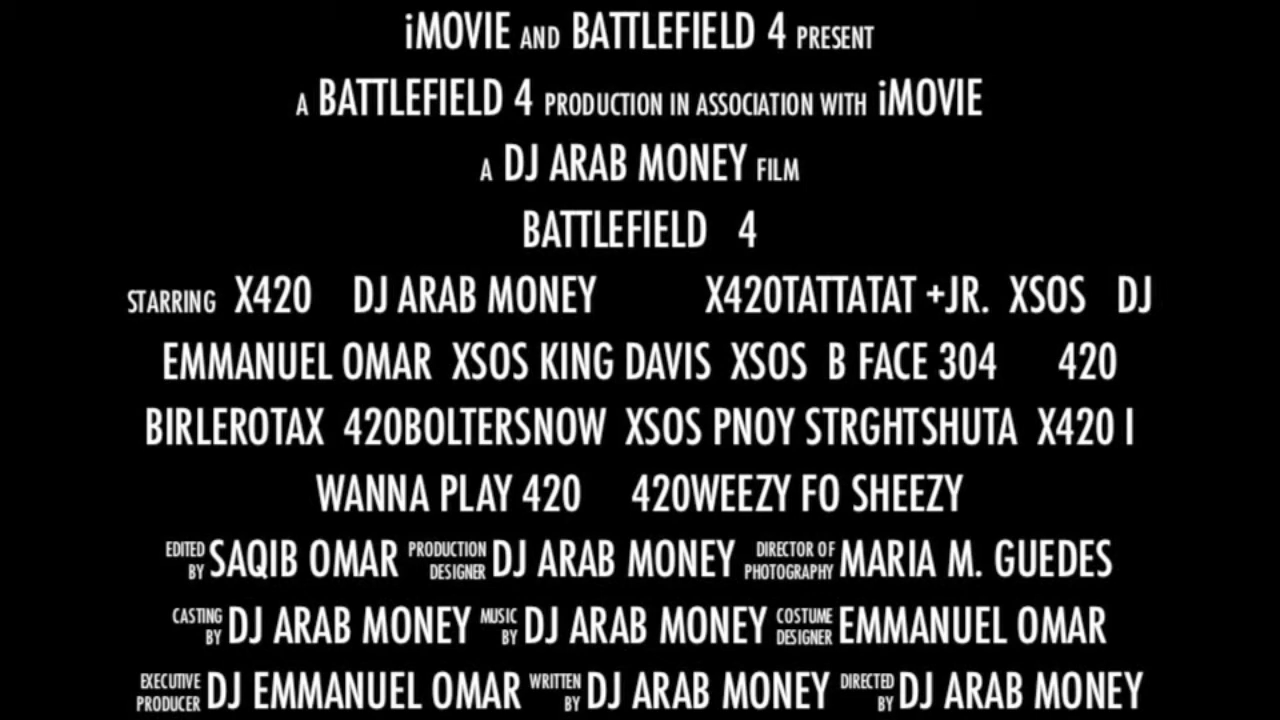 iMOVIE AND BATTLEFIELD 4 PRESENT
A BATTLEFIELD 4 PRODUCTION IN ASSOCIATION WITH iMOVIE
A DJ ARAB MONEY FILM
BATTLEFIELD 4
STARRING X420 DJ ARAB MONEY X420TATTATAT +JR. XSOS DJ
EMMANUEL OMAR XSOS KING DAVIS XSOS B FACE 304 420
BIRLEROTAX 420BOLTERSNOW XSOS PNOY STRGHTSHUTA X420 I
WANNA PLAY 420 420WEEZY FO SHEEZY
EDITED BY SAQIB OMAR PRODUCTION DESIGNER DJ ARAB MONEY DIRECTOR OF PHOTOGRAPHY MARIA M. GUEDES
CASTING BY DJ ARAB MONEY MUSIC BY DJ ARAB MONEY COSTUME DESIGNER EMMANUEL OMAR
EXECUTIVE PRODUCER DJ EMMANUEL OMAR WRITTEN BY DJ ARAB MONEY DIRECTED BY DJ ARAB MONEY